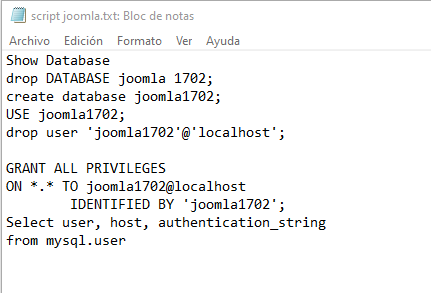 script joomla.txt: Bloc de notas
Archivo Edición Formato Ver Ayuda
Show Database
drop DATABASE joomla 1702;
create database joomla1702;
USE joomla1702;
drop user 'joomla1702'@'localhost';
GRANT ALL PRIVILEGES
ON *.* TO joomla1702@localhost
IDENTIFIED BY 'joomla1702';
Select user, host, authentication_string
from mysql.user